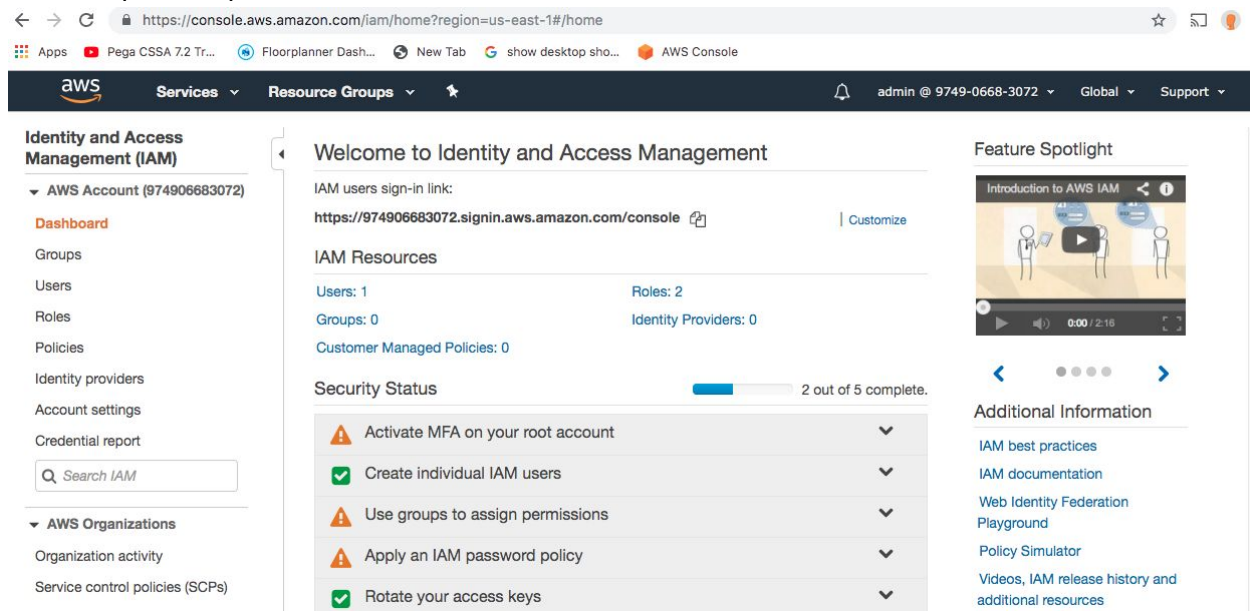 https://console.aws.amazon.com/iam/home?region=us-east-1#/home
Apps Pega CSSA 7.2 Tr... Floorplanner Dash... New Tab show desktop sho... AWS Console
aws Services Resource Groups admin @ 9749-0668-3072 Global Support
Identity and Access
Management (IAM)
AWS Account (974906683072)
Dashboard
Groups
Users
Roles
Policies
Identity providers
Account settings
Credential report
Search IAM
AWS Organizations
Organization activity
Service control policies (SCPs)
Welcome to Identity and Access Management
IAM users sign-in link:
https://974906683072.signin.aws.amazon.com/console | Customize
IAM Resources
Users: 1 Roles: 2
Groups: 0 Identity Providers: 0
Customer Managed Policies: 0
Security Status 2 out of 5 complete.
Activate MFA on your root account
Create individual IAM users
Use groups to assign permissions
Apply an IAM password policy
Rotate your access keys
Feature Spotlight
Introduction to AWS IAM
0:00 / 2:16
Additional Information
IAM best practices
IAM documentation
Web Identity Federation
Playground
Policy Simulator
Videos, IAM release history and
additional resources